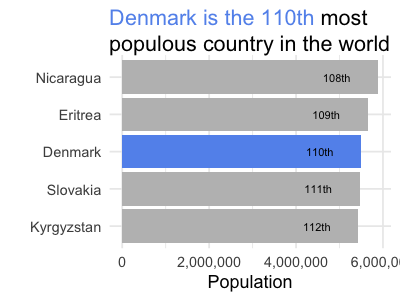 Denmark is the 110th most
populous country in the world
Nicaragua 108th
Eritrea 109th
Denmark 110th
Slovakia 111th
Kyrgyzstan 112th
0 2,000,000 4,000,000 6,000,0
Population